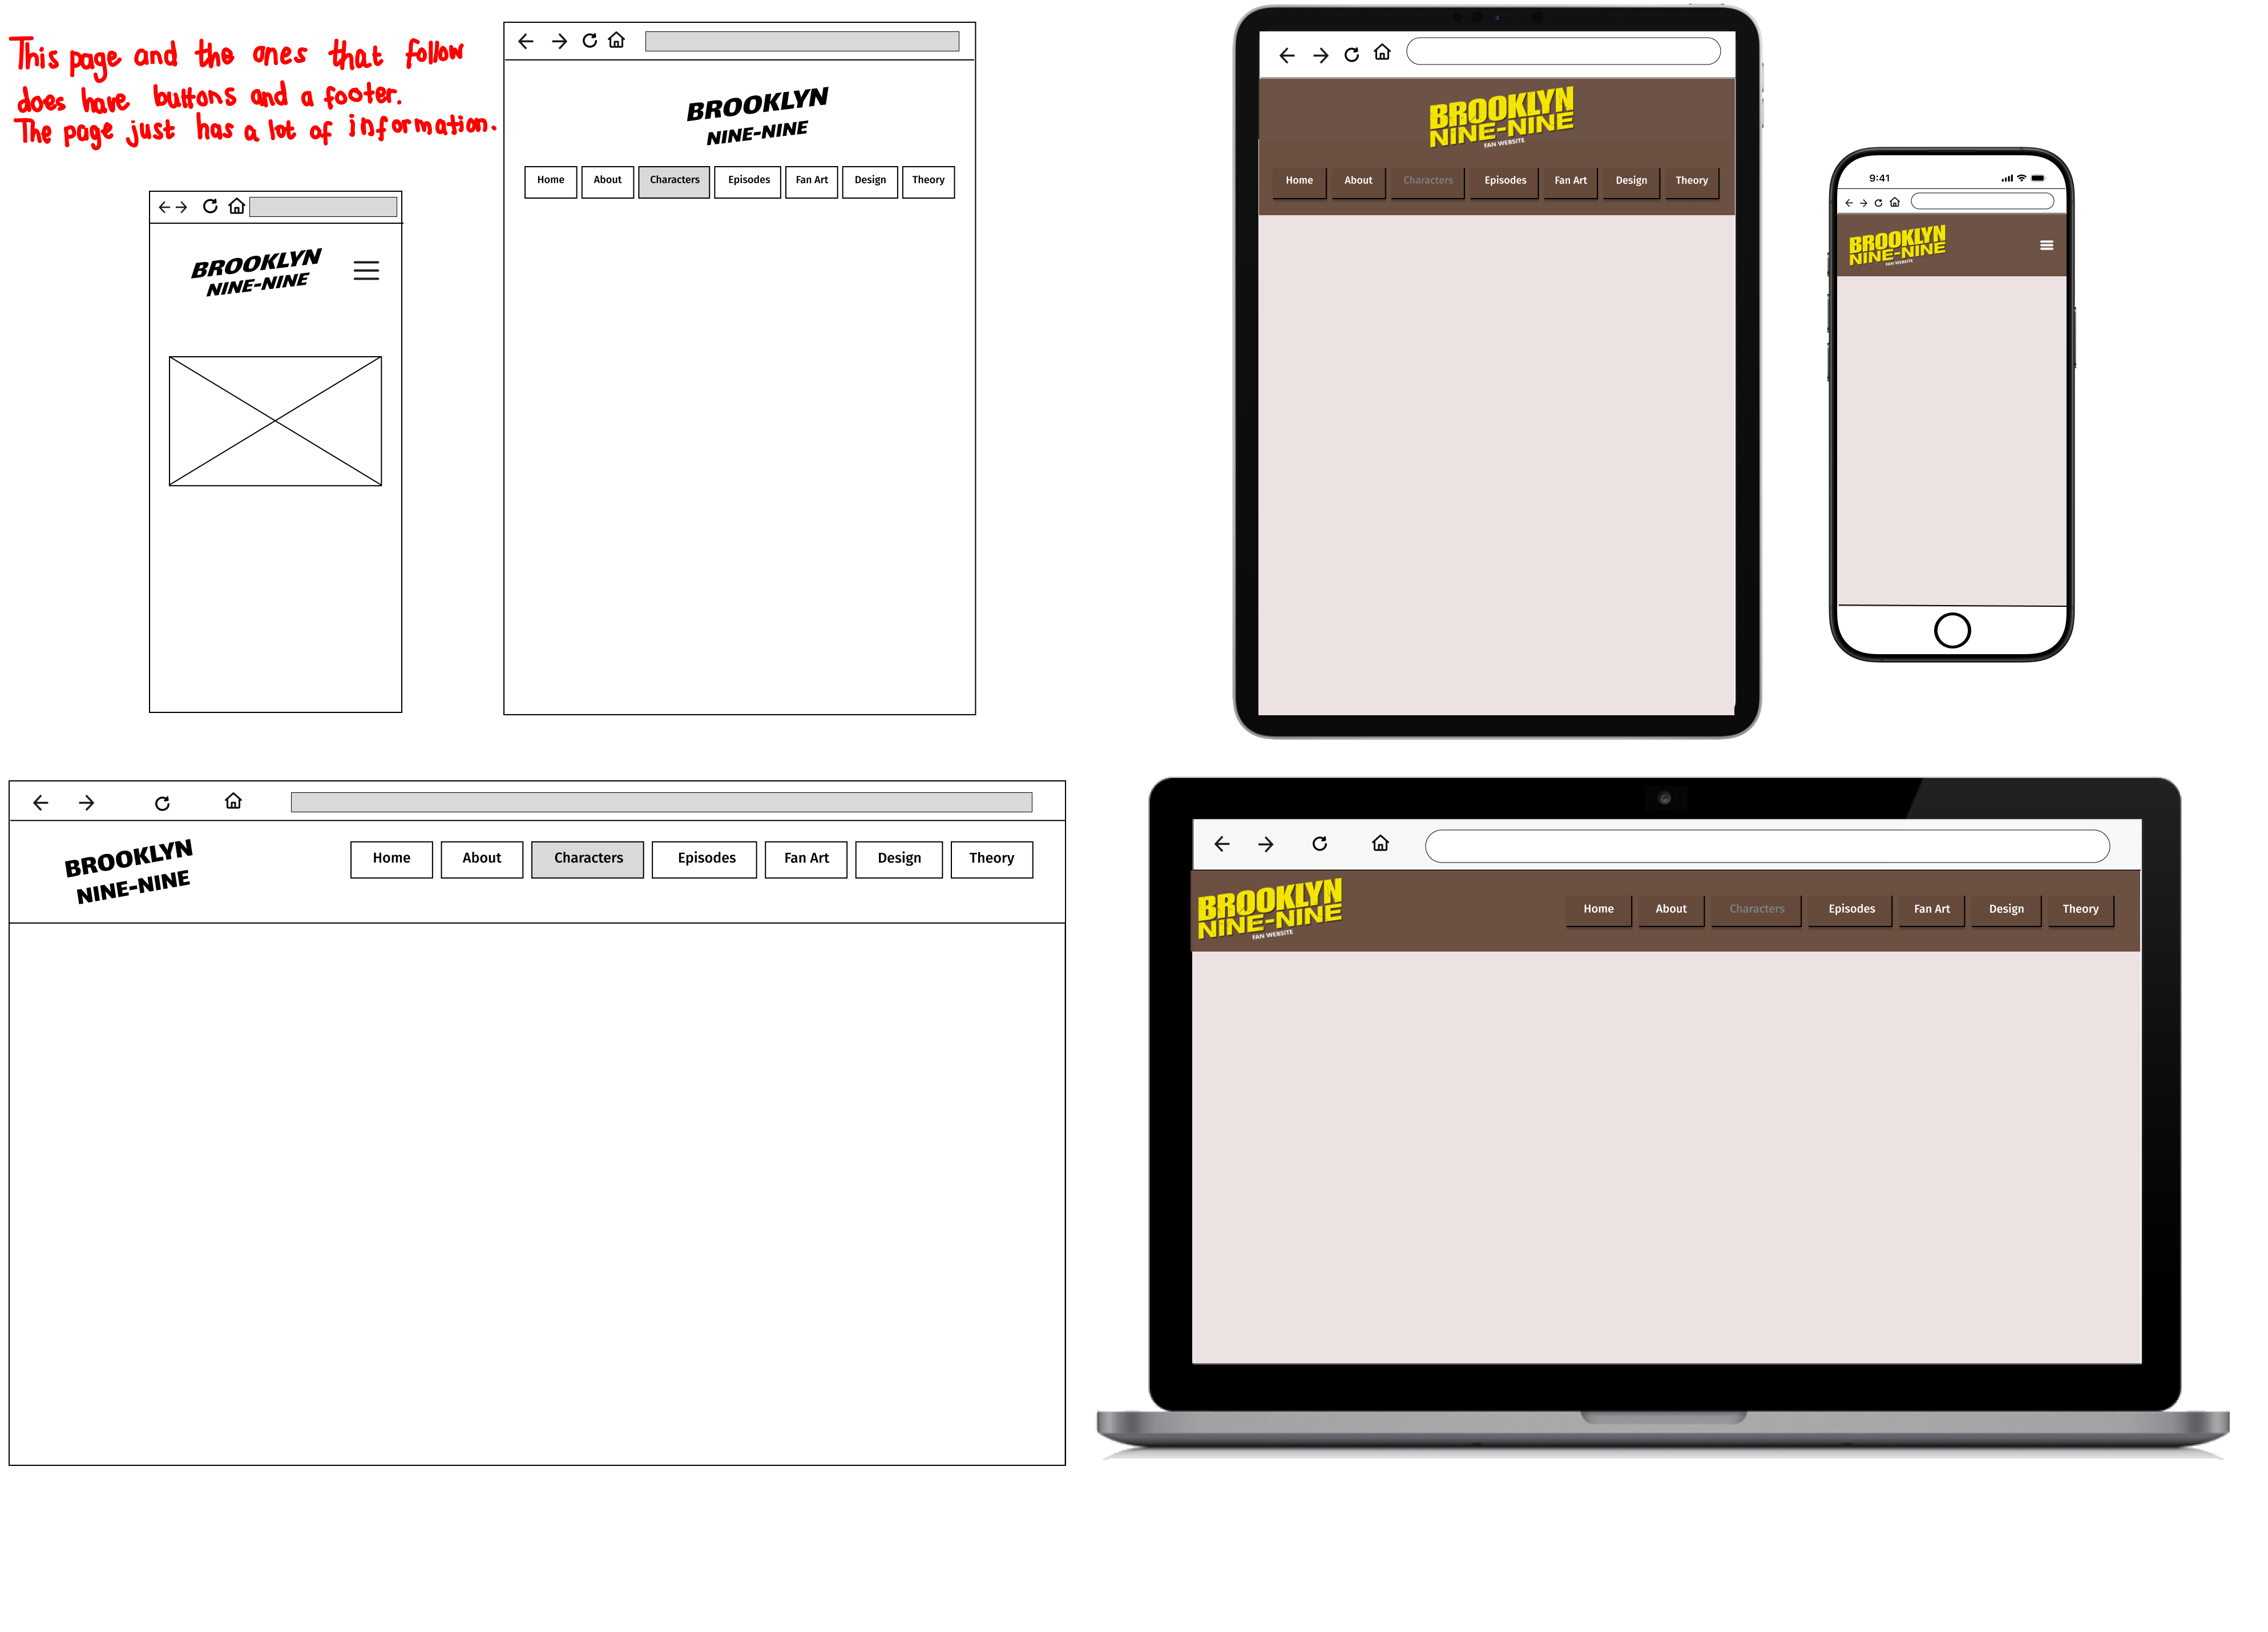 This page and the ones that follow
does have buttons and a footer.
The page just has a lot of information.
BROOKLYN
NINE-NINE
BROOKLYN
NINE-NINE
Home About Characters Episodes Fan Art Design Theory
BROOKLYN
NINE-NINE
FAN WEBSITE
Home About Characters Episodes Fan Art Design Theory
9:41
BROOKLYN
NINE-NINE
FAN WEBSITE
BROOKLYN
NINE-NINE
Home About Characters Episodes Fan Art Design Theory
BROOKLYN
NINE-NINE
FAN WEBSITE
Home About Characters Episodes Fan Art Design Theory